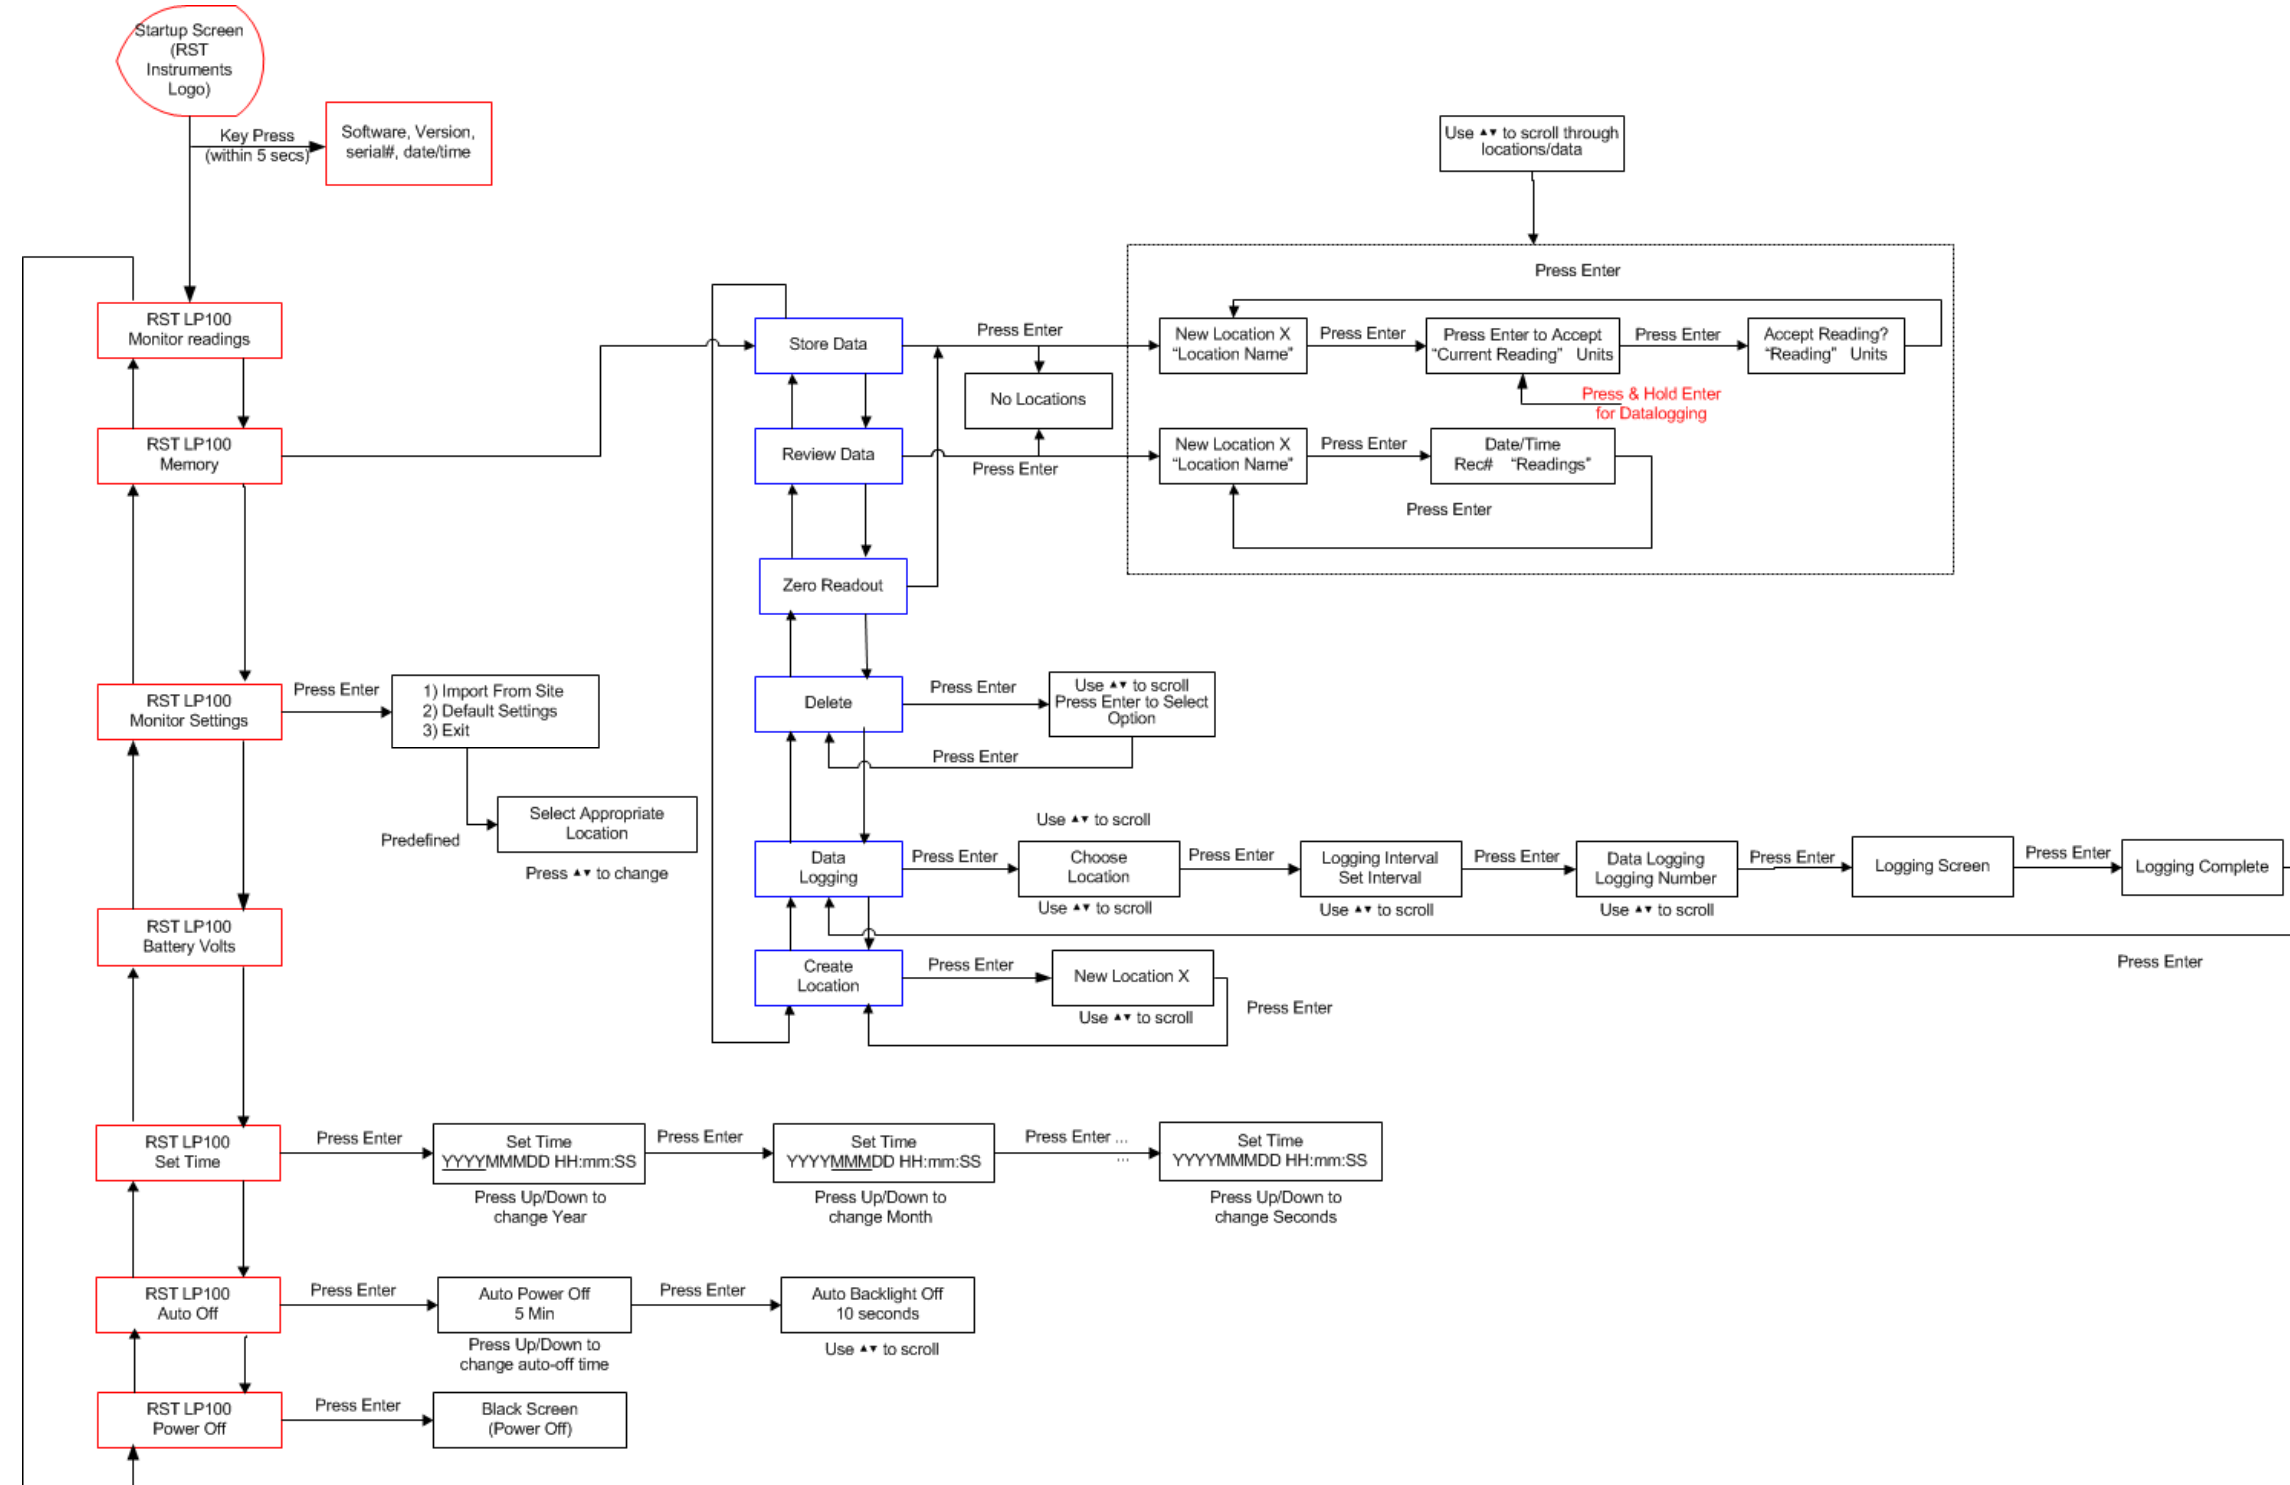 Startup Screen
(RST
Instruments
Logo)
Key Press
(within 5 secs)
Software, Version,
serial#, date/time
Use ▲▼ to scroll through
locations/data
Press Enter
RST LP100
Monitor readings
Store Data
Press Enter
New Location X
“Location Name”
Press Enter
Press Enter to Accept
“Current Reading” Units
Press Enter
Accept Reading?
“Reading” Units
No Locations
Press & Hold Enter
for Datalogging
RST LP100
Memory
Review Data
Press Enter
New Location X
“Location Name”
Press Enter
Date/Time
Rec# “Readings”
Press Enter
Zero Readout
RST LP100
Monitor Settings
Press Enter
1) Import From Site
2) Default Settings
3) Exit
Delete
Press Enter
Use ▲▼ to scroll
Press Enter to Select
Option
Press Enter
Predefined
Select Appropriate
Location
Press ▲▼ to change
Use ▲▼ to scroll
Data
Logging
Press Enter
Choose
Location
Use ▲▼ to scroll
Press Enter
Logging Interval
Set Interval
Use ▲▼ to scroll
Press Enter
Data Logging
Logging Number
Use ▲▼ to scroll
Press Enter
Logging Screen
Press Enter
Logging Complete
Press Enter
RST LP100
Battery Volts
Create
Location
Press Enter
New Location X
Use ▲▼ to scroll
Press Enter
RST LP100
Set Time
Press Enter
Set Time
YYYYMMMDD HH:mm:SS
Press Up/Down to
change Year
Press Enter
Set Time
YYYYMMMDD HH:mm:SS
Press Up/Down to
change Month
Press Enter ...
...
Set Time
YYYYMMMDD HH:mm:SS
Press Up/Down to
change Seconds
RST LP100
Auto Off
Press Enter
Auto Power Off
5 Min
Press Up/Down to
change auto-off time
Press Enter
Auto Backlight Off
10 seconds
Use ▲▼ to scroll
RST LP100
Power Off
Press Enter
Black Screen
(Power Off)